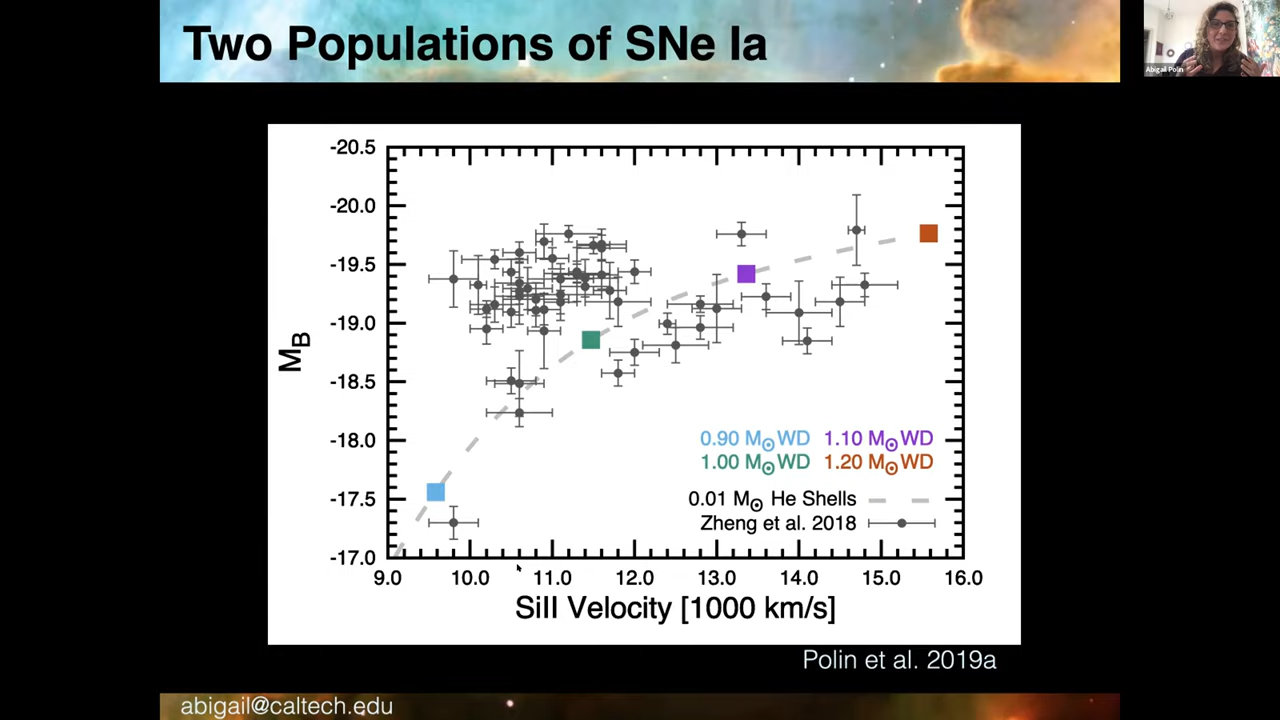 Two Populations of SNe Ia
Abigail Polin
-20.5
-20.0
-19.5
-19.0
-18.5
-18.0
-17.5
-17.0
M_B
0.90 M⊙WD 1.10 M⊙WD
1.00 M⊙WD 1.20 M⊙WD
0.01 M⊙ He Shells
Zheng et al. 2018
9.0 10.0 11.0 12.0 13.0 14.0 15.0 16.0
SiII Velocity [1000 km/s]
Polin et al. 2019a
abigail@caltech.edu